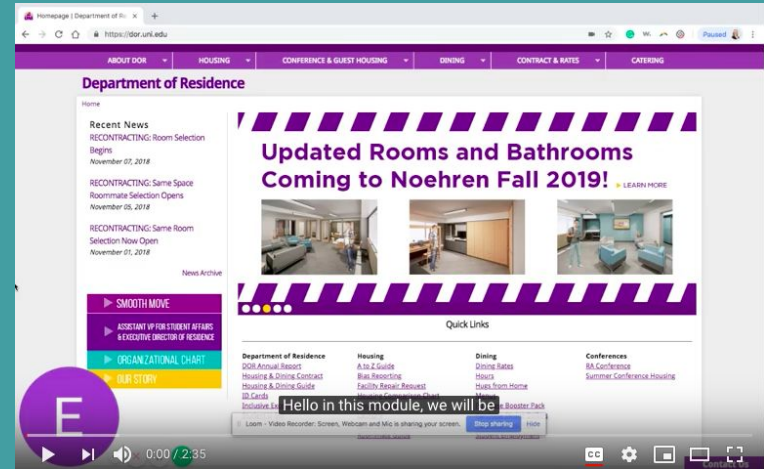 Homepage | Department of Re
https://dor.uni.edu
Paused
ABOUT DOR
HOUSING
CONFERENCE & GUEST HOUSING
DINING
CONTRACT & RATES
CATERING
Department of Residence
Home
Recent News
RECONTRACTING: Room Selection
Begins
November 07, 2018
RECONTRACTING: Same Space
Roommate Selection Opens
November 05, 2018
RECONTRACTING: Same Room
Selection Now Open
November 01, 2018
News Archive
Updated Rooms and Bathrooms
Coming to Noehren Fall 2019!
LEARN MORE
SMOOTH MOVE
ASSISTANT VP FOR STUDENT AFFAIRS
& EXECUTIVE DIRECTOR OF RESIDENCE
ORGANIZATIONAL CHART
OUR STORY
Quick Links
Department of Residence
DOR Annual Report
Housing & Dining Contract
Housing & Dining Guide
ID Cards
Housing
A to Z Guide
Bias Reporting
Facility Repair Request
Dining
Dining Rates
Hours
Hugs from Home
Booster Pack
Conferences
RA Conference
Summer Conference Housing
Hello in this module, we will be
Loom - Video Recorder: Screen, Webcam and Mic is sharing your screen.
Stop sharing
Hide
E
0:00 / 2:35
CC
Contact Us